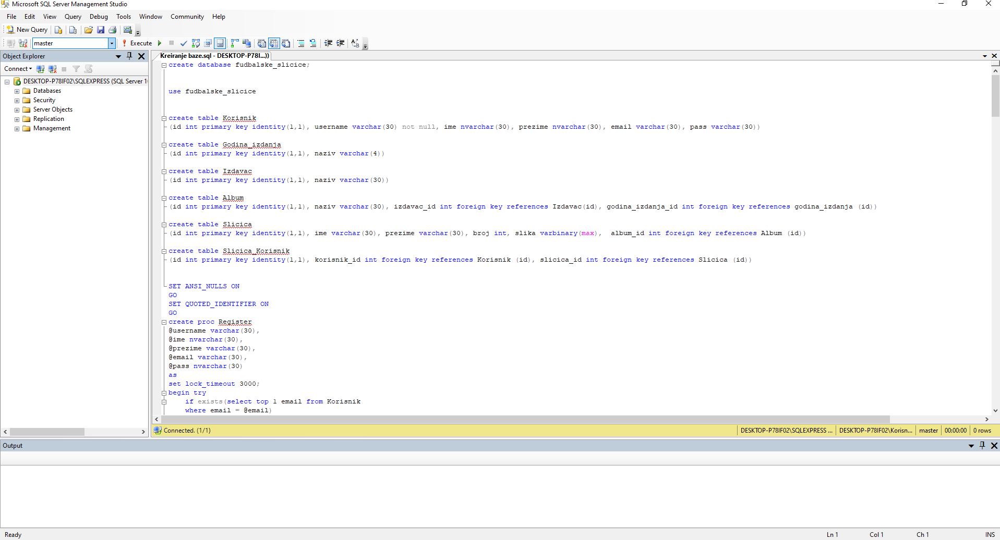 Microsoft SQL Server Management Studio
File Edit View Query Debug Tools Window Community Help
New Query
master Execute
Object Explorer
Connect
DESKTOP-P78IF02\SQLEXPRESS (SQL Server 1
Databases
Security
Server Objects
Replication
Management
Kreiranje baze.sql - DESKTOP-P78I...))
create database fudbalske_slicice;
use fudbalske_slicice
create table Korisnik
(id int primary key identity(1,1), username varchar(30) not null, ime nvarchar(30), prezime nvarchar(30), email varchar(30), pass varchar(30))
create table Godina_izdanja
(id int primary key identity(1,1), naziv varchar(4))
create table Izdavac
(id int primary key identity(1,1), naziv varchar(30))
create table Album
(id int primary key identity(1,1), naziv varchar(30), izdavac_id int foreign key references Izdavac(id), godina_izdanja_id int foreign key references godina_izdanja (id))
create table Slicica
(id int primary key identity(1,1), ime varchar(30), prezime varchar(30), broj int, slika varbinary(max),  album_id int foreign key references Album (id))
create table Slicica_Korisnik
(id int primary key identity(1,1), korisnik_id int foreign key references Korisnik (id), slicica_id int foreign key references Slicica (id))
SET ANSI_NULLS ON
GO
SET QUOTED_IDENTIFIER ON
GO
create proc Register
@username varchar(30),
@ime nvarchar(30),
@prezime varchar(30),
@email varchar(30),
@pass nvarchar(30)
as
set lock_timeout 3000;
begin try
if exists(select top 1 email from Korisnik
where email = @email)
Connected. (1/1) DESKTOP-P78IF02\SQLEXPRESS ... DESKTOP-P78IF02\Korisn... master 00:00:00 0 rows
Output
Ready Ln 1 Col 1 Ch 1 INS